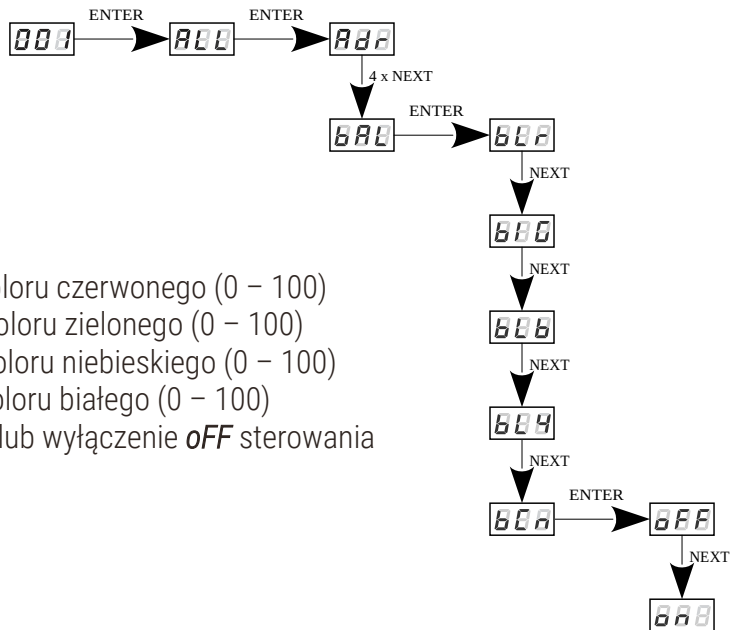 001 ENTER ALL ENTER Adr
4 x NEXT
bAL ENTER bLr
NEXT
bIG
NEXT
bLb
NEXT
bL4
NEXT
bCn ENTER oFF
NEXT
on
oloru czerwonego (0 – 100)
oloru zielonego (0 – 100)
oloru niebieskiego (0 – 100)
oloru białego (0 – 100)
lub wyłączenie oFF sterowania